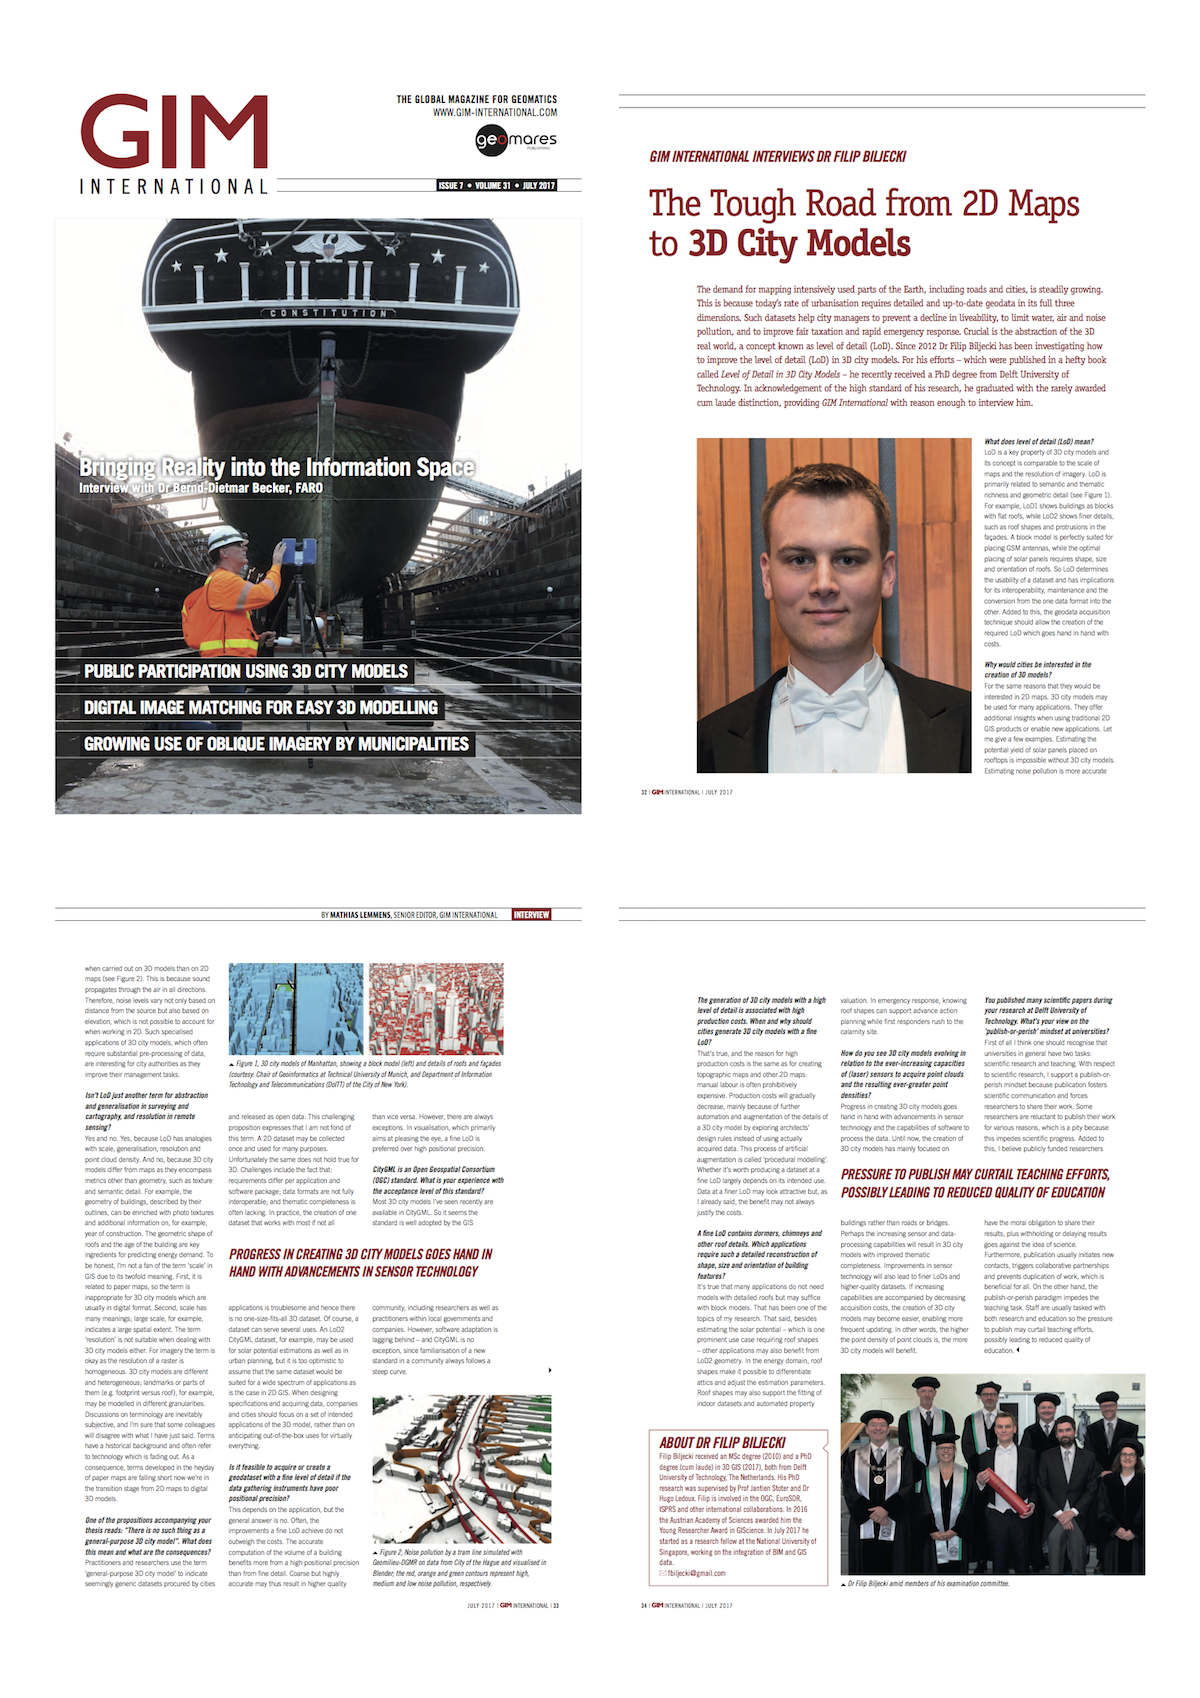 GIM
INTERNATIONAL
THE GLOBAL MAGAZINE FOR GEOMATICS
WWW.GIM-INTERNATIONAL.COM
geomares
PUBLISHING
ISSUE 7 • VOLUME 31 • JULY 2017
CONSTITUTION
Bringing Reality into the Information Space
Interview with Dr Bernd-Dietmar Becker, FARO
PUBLIC PARTICIPATION USING 3D CITY MODELS
DIGITAL IMAGE MATCHING FOR EASY 3D MODELLING
GROWING USE OF OBLIQUE IMAGERY BY MUNICIPALITIES
GIM INTERNATIONAL INTERVIEWS DR FILIP BILJECKI
The Tough Road from 2D Maps
to 3D City Models
The demand for mapping intensively used parts of the Earth, including roads and cities, is steadily growing.
This is because today's rate of urbanisation requires detailed and up-to-date geodata in its full three
dimensions. Such datasets help city managers to prevent a decline in liveability, to limit water, air and noise
pollution, and to improve fair taxation and rapid emergency response. Crucial is the abstraction of the 3D
real world, a concept known as level of detail (LoD). Since 2012 Dr Filip Biljecki has been investigating how
to improve the level of detail (LoD) in 3D city models. For his efforts – which were published in a hefty book
called Level of Detail in 3D City Models – he recently received a PhD degree from Delft University of
Technology. In acknowledgement of the high standard of his research, he graduated with the rarely awarded
cum laude distinction, providing GIM International with reason enough to interview him.
What does level of detail (LoD) mean?
LoD is a key property of 3D city models and
its concept is comparable to the scale of
maps and the resolution of imagery. LoD is
primarily related to semantic and thematic
richness and geometric detail (see Figure 1).
For example, LoD1 shows buildings as blocks
with flat roofs, while LoD2 shows finer details,
such as roof shapes and protrusions in the
façades. A block model is perfectly suited for
placing GSM antennas, while the optimal
placing of solar panels requires shape, size
and orientation of roofs. So LoD determines
the usability of a dataset and has implications
for its interoperability, maintenance and the
conversion from the one data format into the
other. Added to this, the geodata acquisition
technique should allow the creation of the
required LoD which goes hand in hand with
costs.
Why would cities be interested in the
creation of 3D models?
For the same reasons that they would be
interested in 2D maps. 3D city models may
be used for many applications. They offer
additional insights when using traditional 2D
GIS products or enable new applications. Let
me give a few examples. Estimating the
potential yield of solar panels placed on
rooftops is impossible without 3D city models.
Estimating noise pollution is more accurate
32 | GIM INTERNATIONAL | JULY 2017
BY MATHIAS LEMMENS, SENIOR EDITOR, GIM INTERNATIONAL
INTERVIEW
when carried out on 3D models than on 2D
maps (see Figure 2). This is because sound
propagates through the air in all directions.
Therefore, noise levels vary not only based on
distance from the source but also based on
elevation, which is not possible to account for
when working in 2D. Such specialised
applications of 3D city models, which often
require substantial pre-processing of data,
are interesting for city authorities as they
improve their management tasks.
Isn't LoD just another term for abstraction
and generalisation in surveying and
cartography, and resolution in remote
sensing?
Yes and no. Yes, because LoD has analogies
with scale, generalisation, resolution and
point cloud density. And no, because 3D city
models differ from maps as they encompass
metrics other than geometry, such as texture
and semantic detail. For example, the
geometry of buildings, described by their
outlines, can be enriched with photo textures
and additional information on, for example,
year of construction. The geometric shape of
roofs and the age of the building are key
ingredients for predicting energy demand. To
be honest, I'm not a fan of the term 'scale' in
GIS due to its twofold meaning. First, it is
related to paper maps, so the term is
inappropriate for 3D city models which are
usually in digital format. Second, scale has
many meanings; large scale, for example,
indicates a large spatial extent. The term
'resolution' is not suitable when dealing with
3D city models either. For imagery the term is
okay as the resolution of a raster is
homogeneous. 3D city models are different
and heterogeneous; landmarks or parts of
them (e.g. footprint versus roof), for example,
may be modelled in different granularities.
Discussions on terminology are inevitably
subjective, and I'm sure that some colleagues
will disagree with what I have just said. Terms
have a historical background and often refer
to technology which is fading out. As a
consequence, terms developed in the heyday
of paper maps are falling short now we're in
the transition stage from 2D maps to digital
3D models.
One of the propositions accompanying your
thesis reads: "There is no such thing as a
general-purpose 3D city model". What does
this mean and what are the consequences?
Practitioners and researchers use the term
'general-purpose 3D city model' to indicate
seemingly generic datasets procured by cities
Figure 1, 3D city models of Manhattan, showing a block model (left) and details of roofs and façades
(courtesy: Chair of Geoinformatics at Technical University of Munich, and Department of Information
Technology and Telecommunications (DoITT) of the City of New York).
and released as open data. This challenging
proposition expresses that I am not fond of
this term. A 2D dataset may be collected
once and used for many purposes.
Unfortunately the same does not hold true for
3D. Challenges include the fact that:
requirements differ per application and
software package; data formats are not fully
interoperable; and thematic completeness is
often lacking. In practice, the creation of one
dataset that works with most if not all
than vice versa. However, there are always
exceptions. In visualisation, which primarily
aims at pleasing the eye, a fine LoD is
preferred over high positional precision.
CityGML is an Open Geospatial Consortium
(OGC) standard. What is your experience with
the acceptance level of this standard?
Most 3D city models I've seen recently are
available in CityGML. So it seems the
standard is well adopted by the GIS
PROGRESS IN CREATING 3D CITY MODELS GOES HAND IN
HAND WITH ADVANCEMENTS IN SENSOR TECHNOLOGY
applications is troublesome and hence there
is no one-size-fits-all 3D dataset. Of course, a
dataset can serve several uses. An LoD2
CityGML dataset, for example, may be used
for solar potential estimations as well as in
urban planning, but it is too optimistic to
assume that the same dataset would be
suited for a wide spectrum of applications as
is the case in 2D GIS. When designing
specifications and acquiring data, companies
and cities should focus on a set of intended
applications of the 3D model, rather than on
anticipating out-of-the-box uses for virtually
everything.
Is it feasible to acquire or create a
geodataset with a fine level of detail if the
data gathering instruments have poor
positional precision?
This depends on the application, but the
general answer is no. Often, the
improvements a fine LoD achieve do not
outweigh the costs. The accurate
computation of the volume of a building
benefits more from a high positional precision
than from fine detail. Coarse but highly
accurate may thus result in higher quality
community, including researchers as well as
practitioners within local governments and
companies. However, software adaptation is
lagging behind – and CityGML is no
exception, since familiarisation of a new
standard in a community always follows a
steep curve.
Figure 2, Noise pollution by a tram line simulated with
Geomilieu-DGMR on data from City of the Hague and visualised in
Blender; the red, orange and green contours represent high,
medium and low noise pollution, respectively.
JULY 2017 | GIM INTERNATIONAL | 33
The generation of 3D city models with a high
level of detail is associated with high
production costs. When and why should
cities generate 3D city models with a fine
LoD?
That's true, and the reason for high
production costs is the same as for creating
topographic maps and other 2D maps:
manual labour is often prohibitively
expensive. Production costs will gradually
decrease, mainly because of further
automation and augmentation of the details of
a 3D city model by exploring architects'
design rules instead of using actually
acquired data. This process of artificial
augmentation is called 'procedural modelling'.
Whether it's worth producing a dataset at a
fine LoD largely depends on its intended use.
Data at a finer LoD may look attractive but, as
I already said, the benefit may not always
justify the costs.
A fine LoD contains dormers, chimneys and
other roof details. Which applications
require such a detailed reconstruction of
shape, size and orientation of building
features?
It's true that many applications do not need
models with detailed roofs but may suffice
with block models. That has been one of the
topics of my research. That said, besides
estimating the solar potential – which is one
prominent use case requiring roof shapes
– other applications may also benefit from
LoD2 geometry. In the energy domain, roof
shapes make it possible to differentiate
attics and adjust the estimation parameters.
Roof shapes may also support the fitting of
indoor datasets and automated property
valuation. In emergency response, knowing
roof shapes can support advance action
planning while first responders rush to the
calamity site.
How do you see 3D city models evolving in
relation to the ever-increasing capacities
of (laser) sensors to acquire point clouds
and the resulting ever-greater point
densities?
Progress in creating 3D city models goes
hand in hand with advancements in sensor
technology and the capabilities of software to
process the data. Until now, the creation of
3D city models has mainly focused on
You published many scientific papers during
your research at Delft University of
Technology. What's your view on the
'publish-or-perish' mindset at universities?
First of all I think one should recognise that
universities in general have two tasks:
scientific research and teaching. With respect
to scientific research, I support a publish-or-
perish mindset because publication fosters
scientific communication and forces
researchers to share their work. Some
researchers are reluctant to publish their work
for various reasons, which is a pity because
this impedes scientific progress. Added to
this, I believe publicly funded researchers
PRESSURE TO PUBLISH MAY CURTAIL TEACHING EFFORTS,
POSSIBLY LEADING TO REDUCED QUALITY OF EDUCATION
buildings rather than roads or bridges.
Perhaps the increasing sensor and data-
processing capabilities will result in 3D city
models with improved thematic
completeness. Improvements in sensor
technology will also lead to finer LoDs and
higher-quality datasets. If increasing
capabilities are accompanied by decreasing
acquisition costs, the creation of 3D city
models may become easier, enabling more
frequent updating. In other words, the higher
the point density of point clouds is, the more
3D city models will benefit.
have the moral obligation to share their
results, plus withholding or delaying results
goes against the idea of science.
Furthermore, publication usually initiates new
contacts, triggers collaborative partnerships
and prevents duplication of work, which is
beneficial for all. On the other hand, the
publish-or-perish paradigm impedes the
teaching task. Staff are usually tasked with
both research and education so the pressure
to publish may curtail teaching efforts,
possibly leading to reduced quality of
education.
ABOUT DR FILIP BILJECKI
Filip Biljecki received an MSc degree (2010) and a PhD
degree (cum laude) in 3D GIS (2017), both from Delft
University of Technology, The Netherlands. His PhD
research was supervised by Prof Jantien Stoter and Dr
Hugo Ledoux. Filip is involved in the OGC, EuroSDR,
ISPRS and other international collaborations. In 2016
the Austrian Academy of Sciences awarded him the
Young Researcher Award in GIScience. In July 2017 he
started as a research fellow at the National University of
Singapore, working on the integration of BIM and GIS
data.
fbiljecki@gmail.com
Dr Filip Biljecki amid members of his examination committee.
34 | GIM INTERNATIONAL | JULY 2017